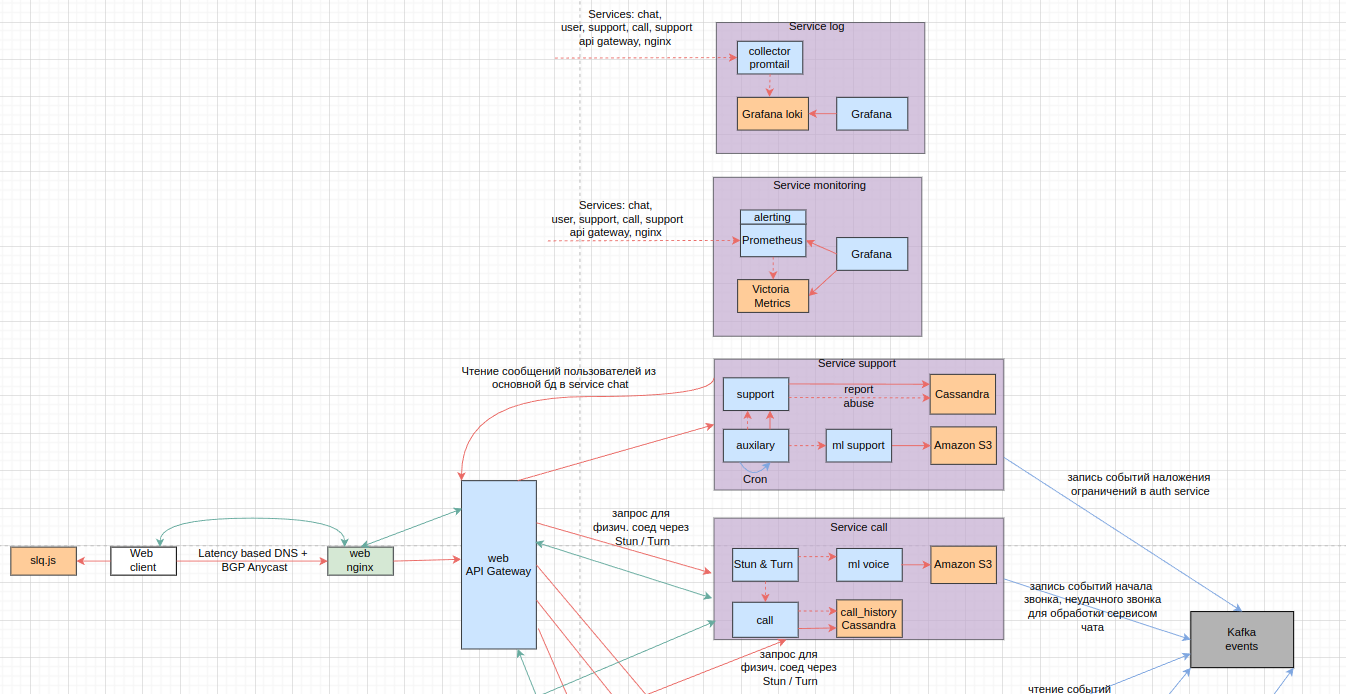 Services: chat,
user, support, call, support
api gateway, nginx
Service log
collector
promtail
Grafana loki
Grafana
Service monitoring
Services: chat,
user, support, call, support
api gateway, nginx
alerting
Prometheus
Grafana
Victoria
Metrics
Чтение сообщений пользователей из
основной бд в service chat
Service support
support
report
abuse
Cassandra
auxilary
ml support
Amazon S3
Cron
запись событий наложения
ограничений в auth service
запрос для
физич. соед через
Stun / Turn
Service call
slq.js
Web
client
Latency based DNS +
BGP Anycast
web
nginx
web
API Gateway
Stun & Turn
ml voice
Amazon S3
call
call_history
Cassandra
запись событий начала
звонка, неудачного звонка
для обработки сервисом
чата
Kafka
events
запрос для
физич. соед через
Stun / Turn
чтение событий